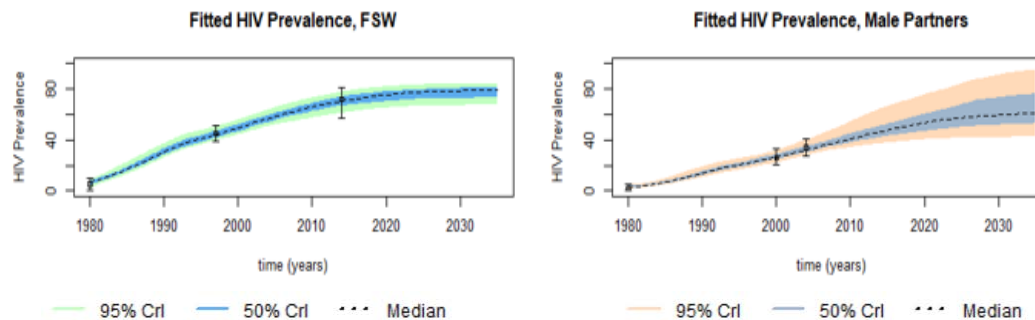 Fitted HIV Prevalence, FSW
HIV Prevalence
80
40
0
1980 1990 2000 2010 2020 2030
time (years)
95% CrI 50% CrI Median
Fitted HIV Prevalence, Male Partners
HIV Prevalence
80
40
0
1980 1990 2000 2010 2020 2030
time (years)
95% CrI 50% CrI Median